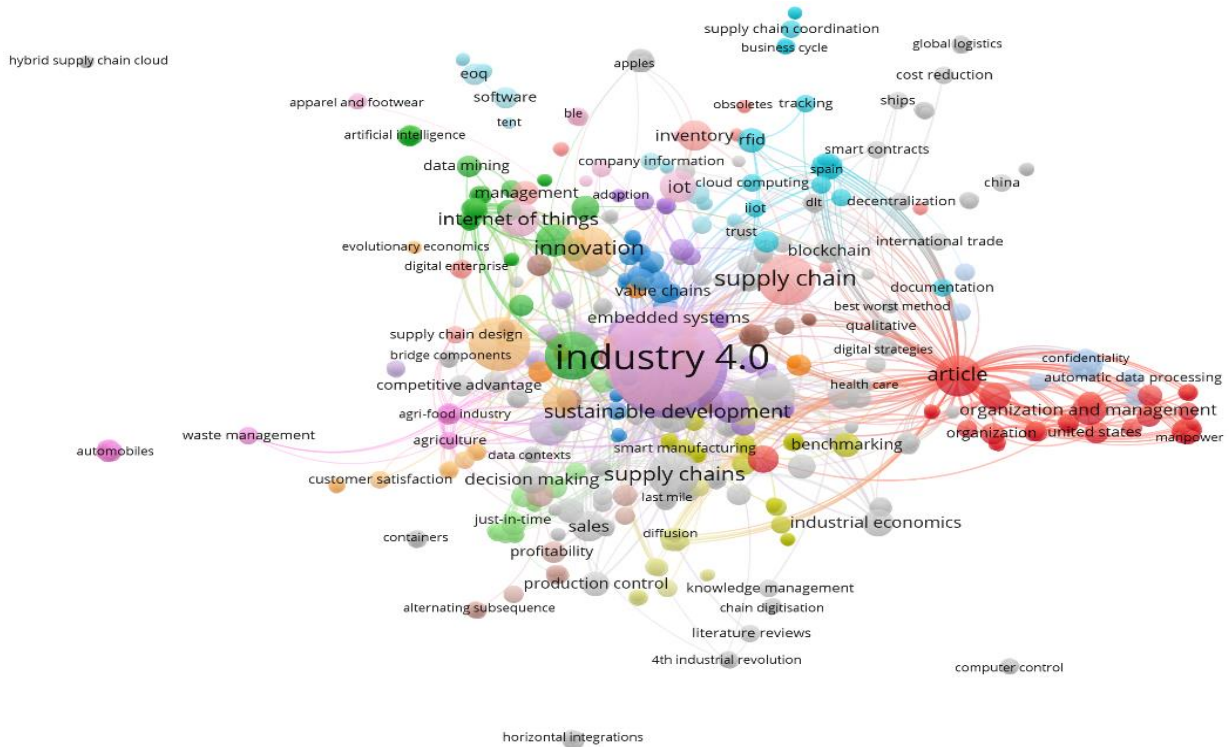 supply chain coordination
business cycle
global logistics
hybrid supply chain cloud
apples
eoq
cost reduction
software
apparel and footwear
ble
obsoletes
tracking
ships
tent
artificial intelligence
inventory
rfid
smart contracts
data mining
company information
spain
management
adoption
iot
cloud computing
china
internet of things
iiot
dlt
decentralization
trust
evolutionary economics
innovation
blockchain
international trade
digital enterprise
supply chain
value chains
documentation
best worst method
embedded systems
qualitative
supply chain design
bridge components
industry 4.0
digital strategies
confidentiality
competitive advantage
health care
article
automatic data processing
agri-food industry
sustainable development
organization and management
waste management
agriculture
organization
united states
manpower
automobiles
data contexts
smart manufacturing
benchmarking
customer satisfaction
decision making
supply chains
last mile
just-in-time
sales
diffusion
industrial economics
containers
profitability
production control
knowledge management
alternating subsequence
chain digitisation
literature reviews
4th industrial revolution
computer control
horizontal integrations